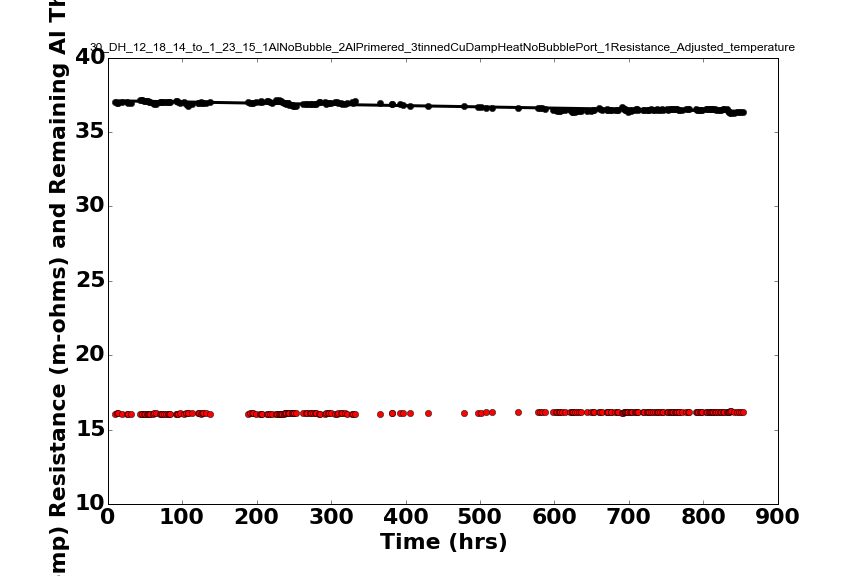 30_DH_12_18_14_to_1_23_15_1AlNoBubble_2AlPrimered_3tinnedCuDampHeatNoBubblePort_1Resistance_Adjusted_temperature
mp) Resistance (m-ohms) and Remaining Al Th
40
35
30
25
20
15
10
0 100 200 300 400 500 600 700 800 900
Time (hrs)